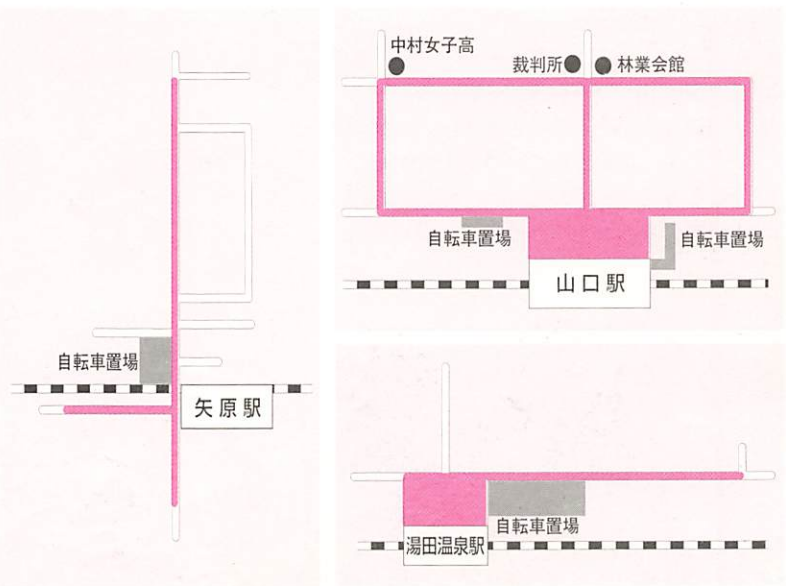 自転車置場
矢原駅
中村女子高
裁判所
林業会館
自転車置場
自転車置場
山口駅
自転車置場
湯田温泉駅